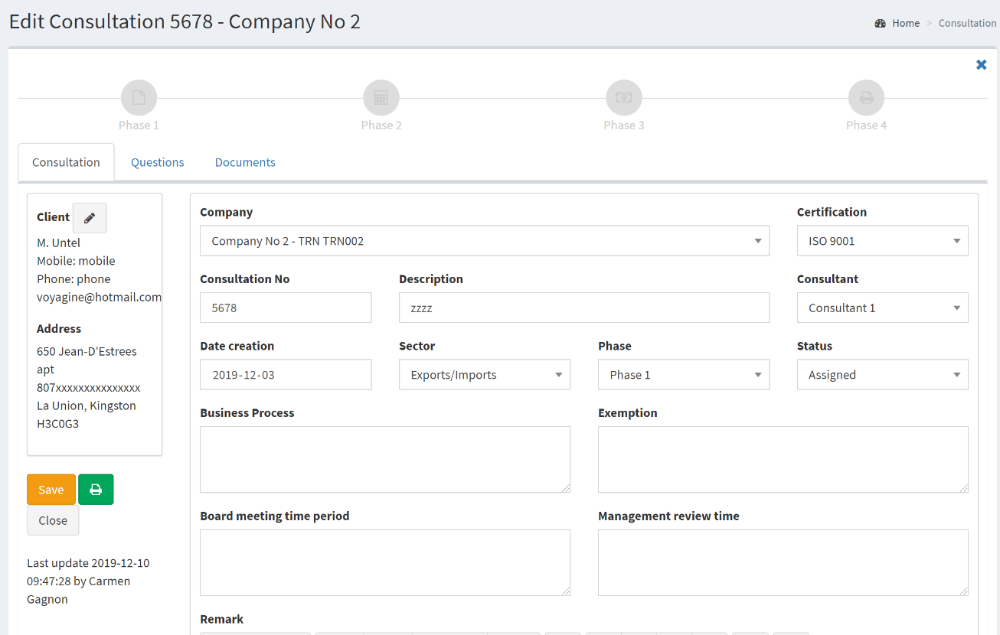 Edit Consultation 5678 - Company No 2
Home > Consultation
Phase 1
Phase 2
Phase 3
Phase 4
Consultation
Questions
Documents
Client
M. Untel
Mobile: mobile
Phone: phone
voyagine@hotmail.com
Address
650 Jean-D'Estrees
apt
807xxxxxxxxxxxxxxx
La Union, Kingston
H3C0G3
Save
Close
Last update 2019-12-10
09:47:28 by Carmen
Gagnon
Company
Company No 2 - TRN TRN002
Certification
ISO 9001
Consultation No
5678
Description
zzzz
Consultant
Consultant 1
Date creation
2019-12-03
Sector
Exports/Imports
Phase
Phase 1
Status
Assigned
Business Process
Exemption
Board meeting time period
Management review time
Remark